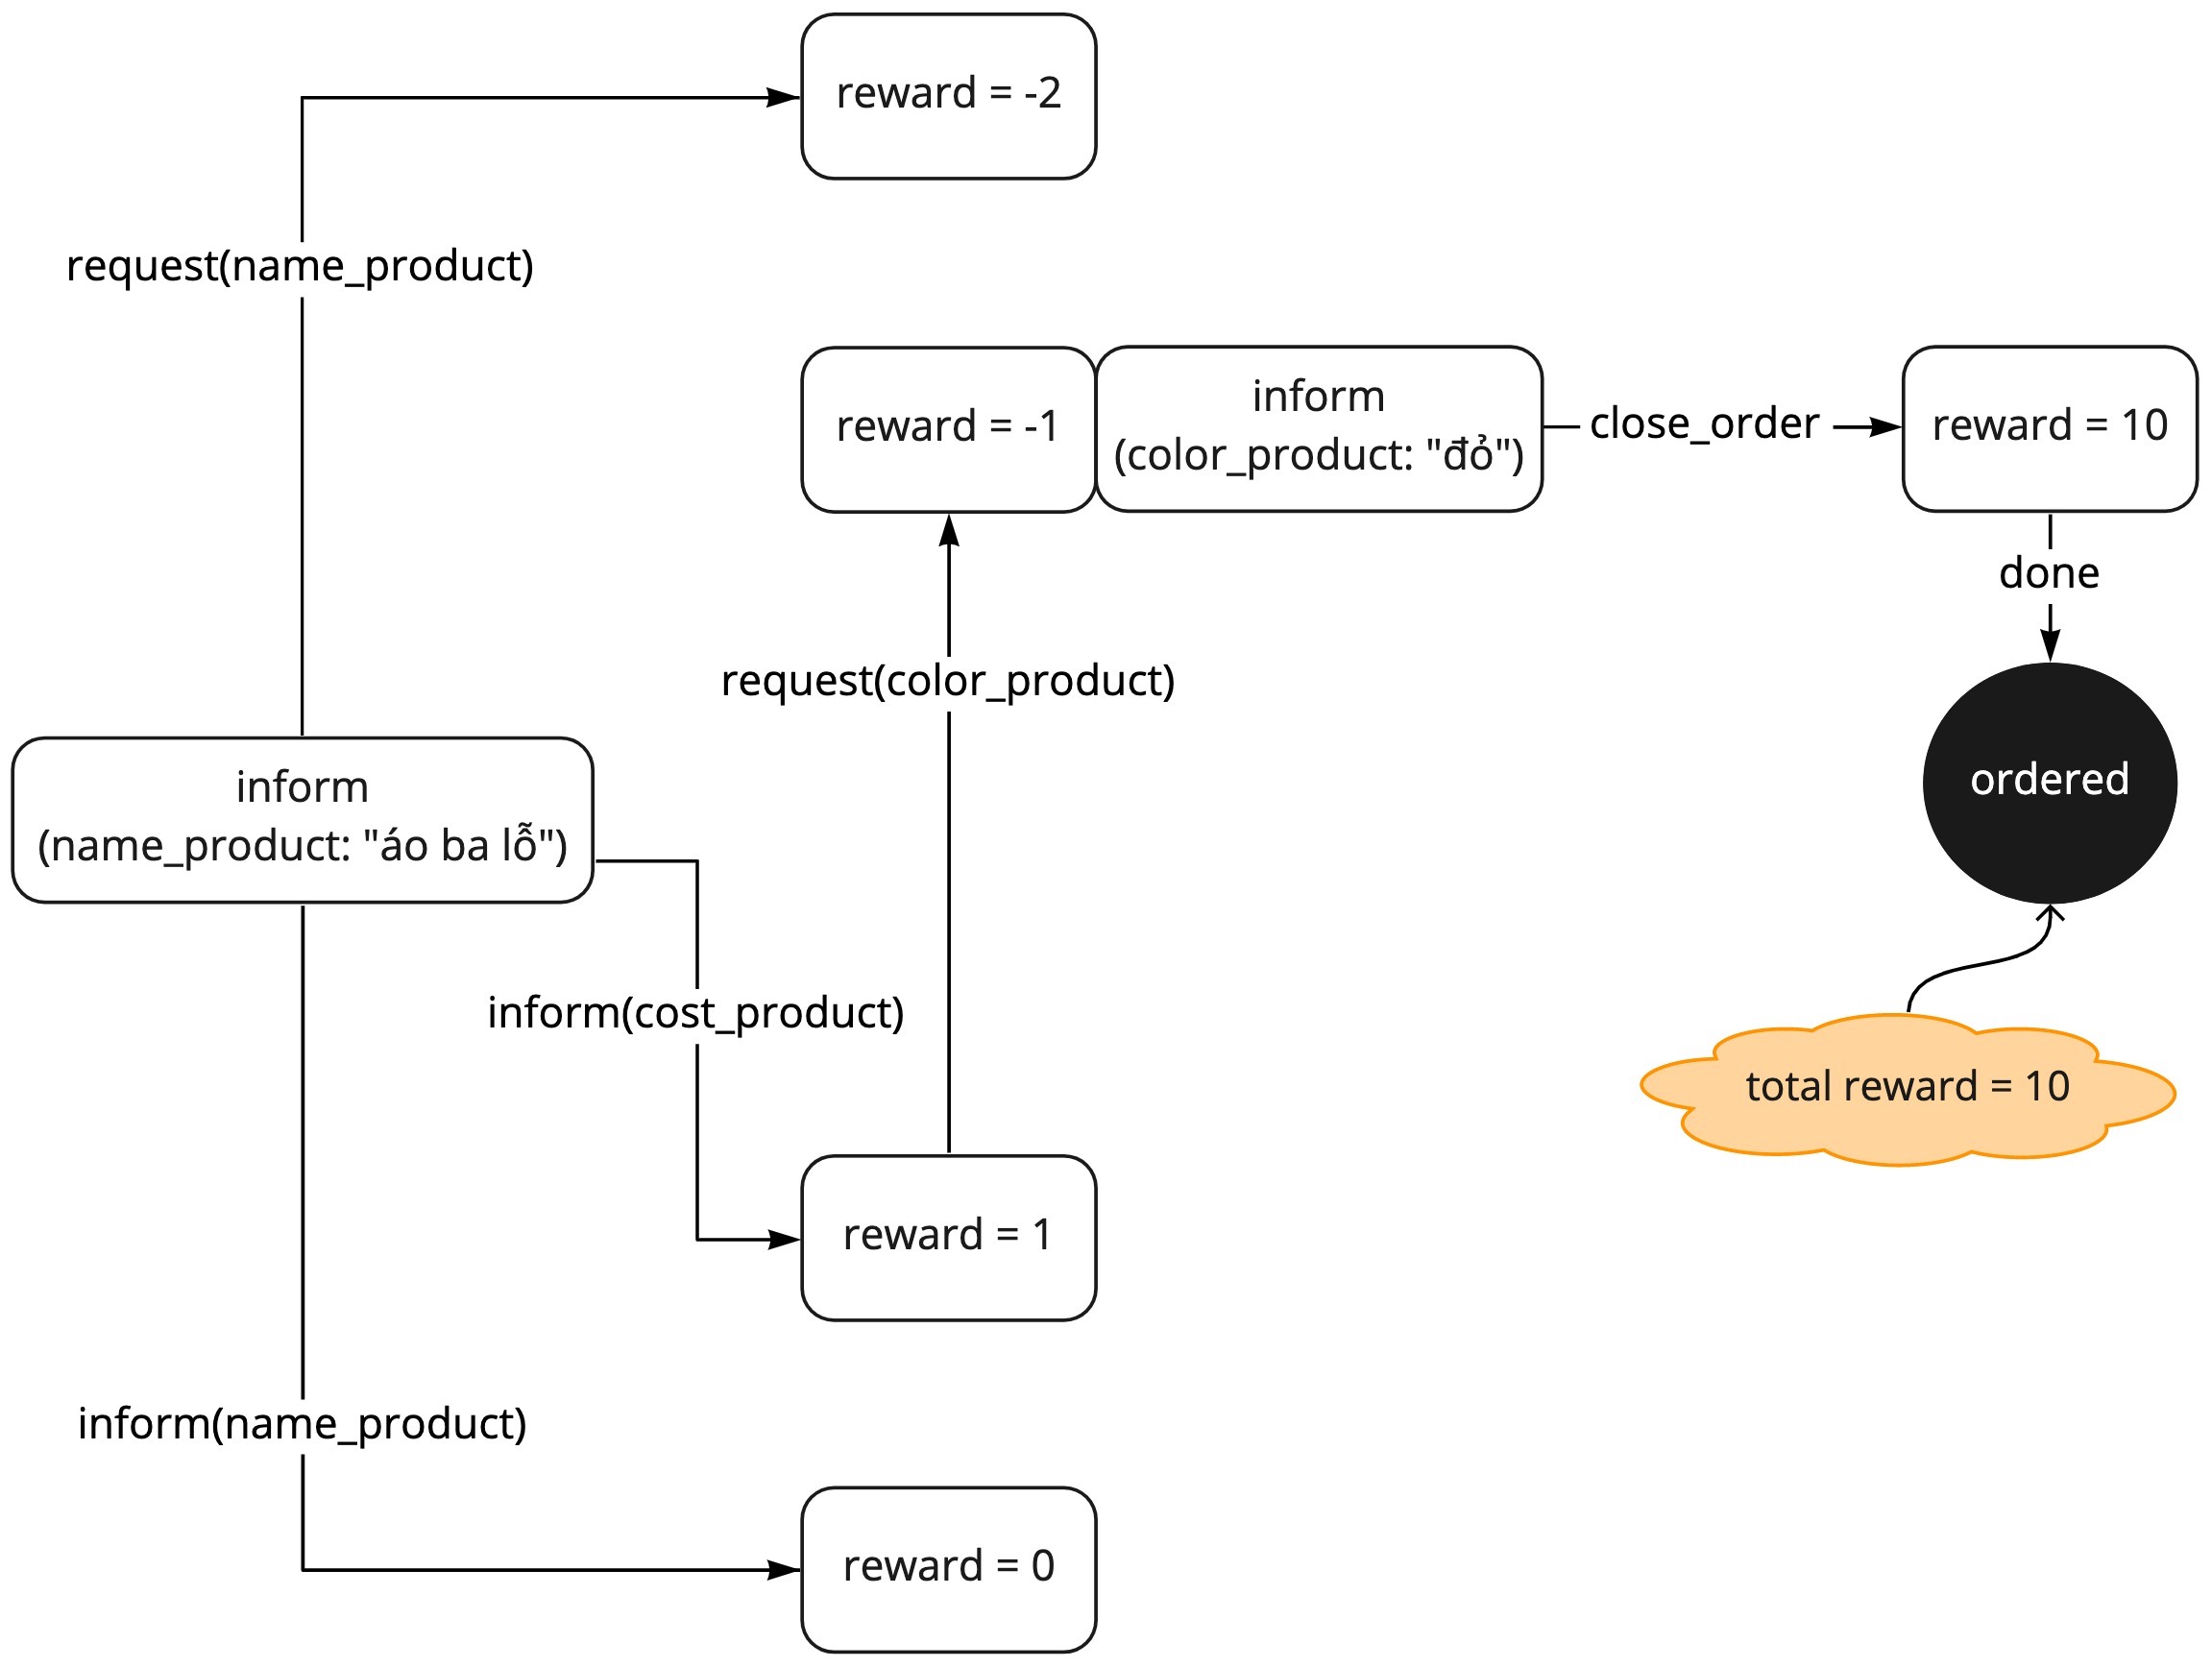 reward = -2
request(name_product)
reward = -1
inform
(color_product: "đỏ")
close_order
reward = 10
done
request(color_product)
inform
(name_product: "áo ba lỗ")
ordered
inform(cost_product)
total reward = 10
reward = 1
inform(name_product)
reward = 0